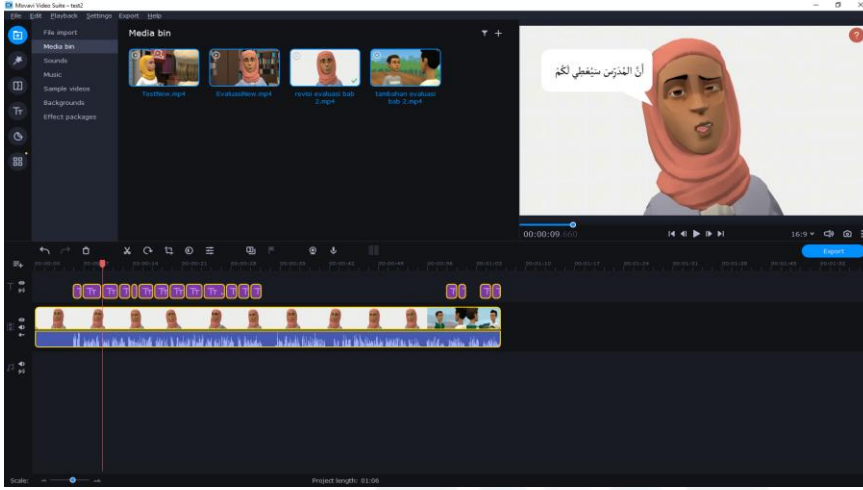 Movavi Video Suite – test2
File Edit Playback Settings Export Help
File import
Media bin
Sounds
Music
Sample videos
Backgrounds
Effect packages
Media bin
TestNew.mp4
EvaluasiNew.mp4
revisi evaluasi bab 2.mp4
tambahan evaluasi bab 2.mp4
أَنَّ المُدَرِّسَ سَيُعْطِي لَكُمْ
00:00:09.660
16:9
Export
Scale:
Project length: 01:06